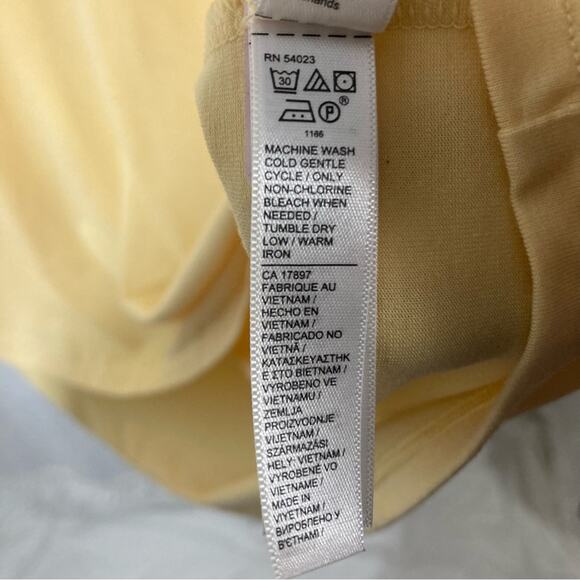 RN 54023
30
P®
1166
MACHINE WASH
COLD GENTLE
CYCLE / ONLY
NON-CHLORINE
BLEACH WHEN
NEEDED /
TUMBLE DRY
LOW / WARM
IRON
CA 17897
FABRIQUE AU
VIETNAM /
HECHO EN
VIETNAM /
FABRICADO NO
VIETNÃ /
ΚΑΤΑΣΚΕΥΑΣΤΗΚ
Ε ΣΤΟ ΒΙΕΤΝΑΜ /
VYROBENO VE
VIETNAMU /
ZEMLJA
PROIZVODNJE
VIJETNAM /
SZÁRMAZÁSI
HELY: VIETNAM /
VYROBENÉ VO
VIETNAME /
MADE IN
VIYETNAM /
ВИРОБЛЕНО У
В'ЄТНАМІ /